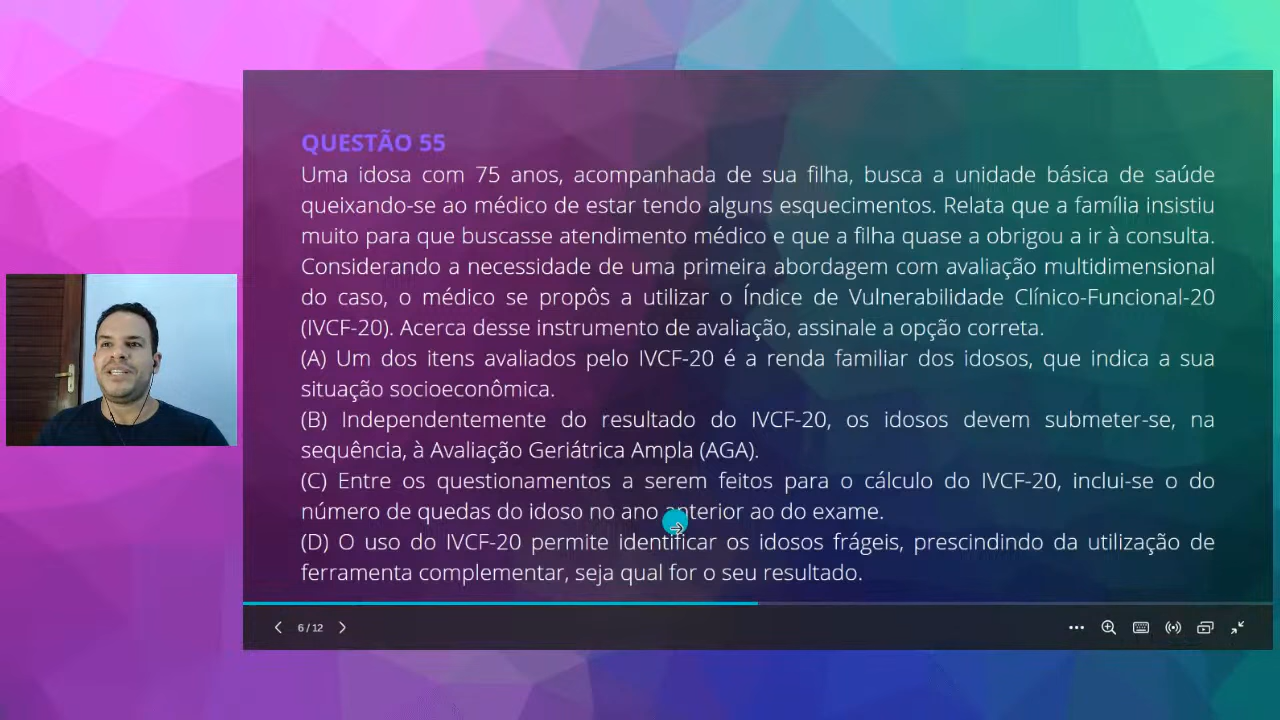 QUESTÃO 55
Uma idosa com 75 anos, acompanhada de sua filha, busca a unidade básica de saúde
queixando-se ao médico de estar tendo alguns esquecimentos. Relata que a família insistiu
muito para que buscasse atendimento médico e que a filha quase a obrigou a ir à consulta.
Considerando a necessidade de uma primeira abordagem com avaliação multidimensional
do caso, o médico se propôs a utilizar o Índice de Vulnerabilidade Clínico-Funcional-20
(IVCF-20). Acerca desse instrumento de avaliação, assinale a opção correta.
(A) Um dos itens avaliados pelo IVCF-20 é a renda familiar dos idosos, que indica a sua
situação socioeconômica.
(B) Independentemente do resultado do IVCF-20, os idosos devem submeter-se, na
sequência, à Avaliação Geriátrica Ampla (AGA).
(C) Entre os questionamentos a serem feitos para o cálculo do IVCF-20, inclui-se o do
número de quedas do idoso no ano anterior ao do exame.
(D) O uso do IVCF-20 permite identificar os idosos frágeis, prescindindo da utilização de
ferramenta complementar, seja qual for o seu resultado.
6 / 12